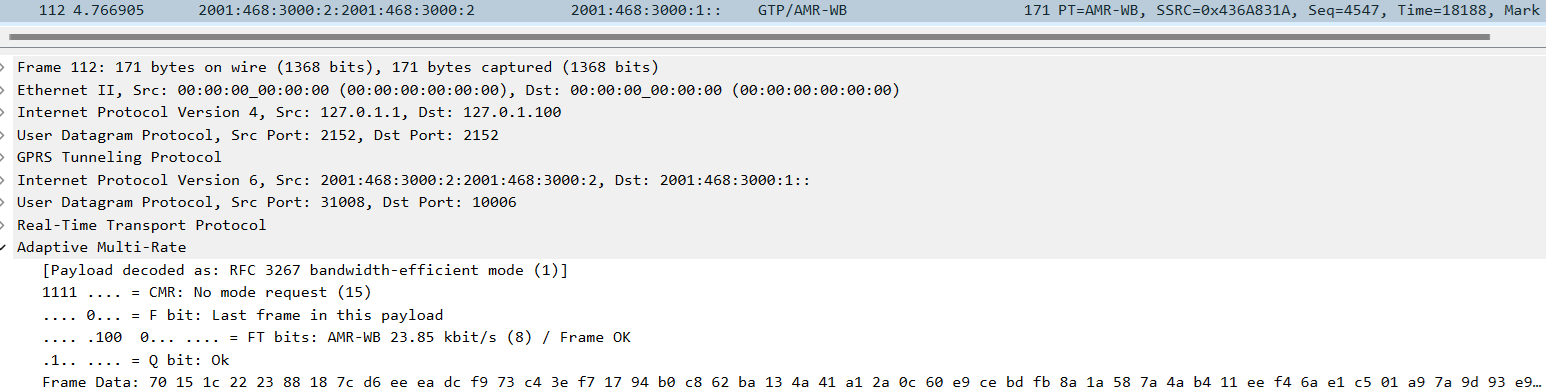 112 4.766905 2001:468:3000:2:2001:468:3000:2 2001:468:3000:1:: GTP/AMR-WB 171 PT=AMR-WB, SSRC=0x436A831A, Seq=4547, Time=18188, Mark
Frame 112: 171 bytes on wire (1368 bits), 171 bytes captured (1368 bits)
Ethernet II, Src: 00:00:00_00:00:00 (00:00:00:00:00:00), Dst: 00:00:00_00:00:00 (00:00:00:00:00:00)
Internet Protocol Version 4, Src: 127.0.1.1, Dst: 127.0.1.100
User Datagram Protocol, Src Port: 2152, Dst Port: 2152
GPRS Tunneling Protocol
Internet Protocol Version 6, Src: 2001:468:3000:2:2001:468:3000:2, Dst: 2001:468:3000:1::
User Datagram Protocol, Src Port: 31008, Dst Port: 10006
Real-Time Transport Protocol
Adaptive Multi-Rate
[Payload decoded as: RFC 3267 bandwidth-efficient mode (1)]
1111 .... = CMR: No mode request (15)
.... 0... = F bit: Last frame in this payload
.... .100 0... .... = FT bits: AMR-WB 23.85 kbit/s (8) / Frame OK
.1.. .... = Q bit: Ok
Frame Data: 70 15 1c 22 23 88 18 7c d6 ee ea dc f9 73 c4 3e f7 17 94 b0 c8 62 ba 13 4a 41 a1 2a 0c 60 e9 ce bd fb 8a 1a 58 7a 4a b4 11 ee f4 6a e1 c5 01 a9 7a 9d 93 e9…